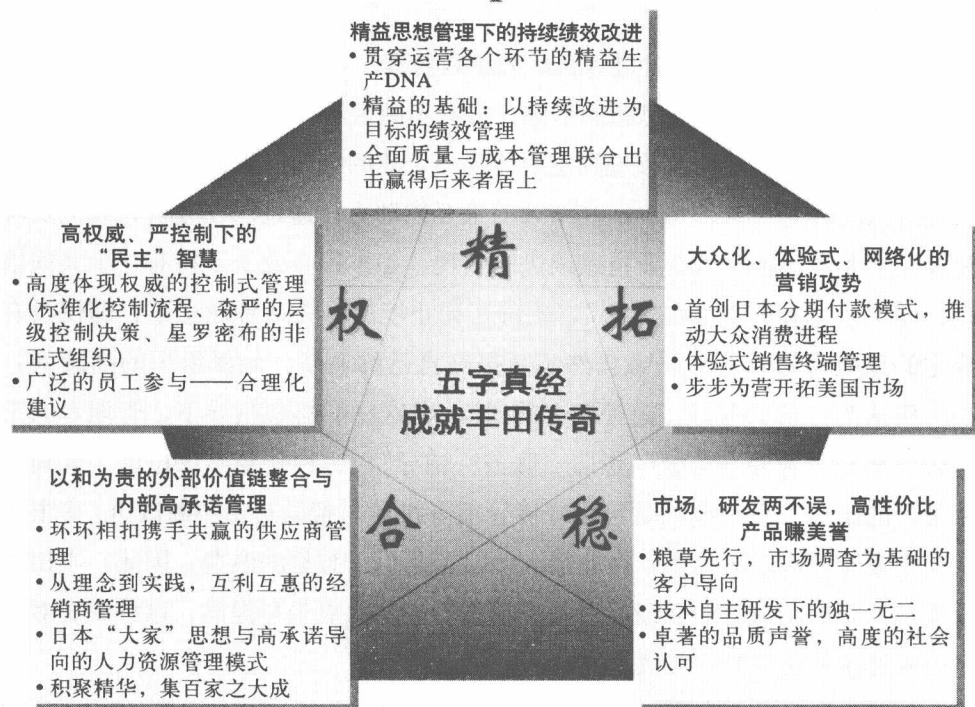 精益思想管理下的持续绩效改进
• 贯穿运营各个环节的精益生
产DNA
• 精益的基础：以持续改进为
目标的绩效管理
• 全面质量与成本管理联合出
击赢得后来者居上
高权威、严控制下的
“民主”智慧
• 高度体现权威的控制式管理
(标准化控制流程、森严的层
级控制决策、星罗密布的非
正式组织)
• 广泛的员工参与——合理化
建议
精
权
拓
大众化、体验式、网络化的
营销攻势
• 首创日本分期付款模式，推
动大众消费进程
• 体验式销售终端管理
• 步步为营开拓美国市场
五字真经
成就丰田传奇
以和为贵的外部价值链整合与
内部高承诺管理
• 环环相扣携手共赢的供应商管
理
• 从理念到实践，互利互惠的经
销商管理
• 日本“大家”思想与高承诺导
向的人力资源管理模式
• 积聚精华，集百家之大成
合
稳
市场、研发两不误，高性价比
产品赚美誉
• 粮草先行，市场调查为基础的
客户导向
• 技术自主研发下的独一无二
• 卓著的品质声誉，高度的社会
认可